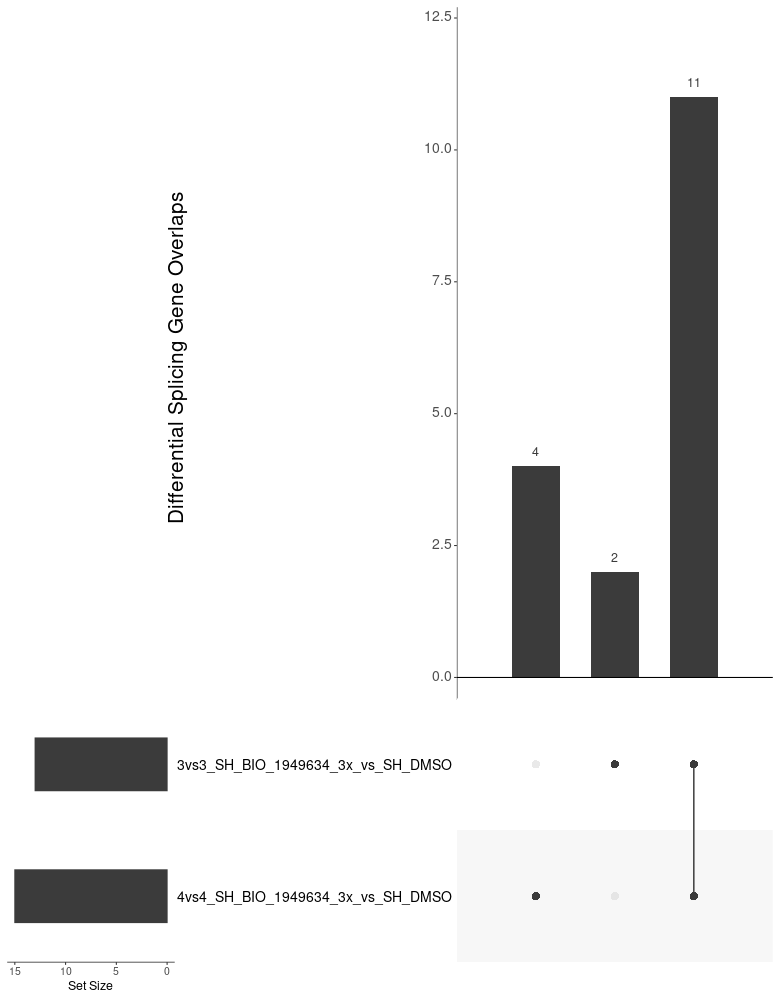 12.5
11
10.0
Differential Splicing Gene Overlaps
7.5
5.0
4
2.5
2
0.0
3vs3_SH_BIO_1949634_3x_vs_SH_DMSO
4vs4_SH_BIO_1949634_3x_vs_SH_DMSO
15 10 5 0
Set Size